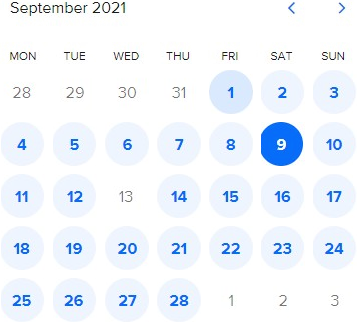 September 2021
MON TUE WED THU FRI SAT SUN
28 29 30 31 1 2 3
4 5 6 7 8 9 10
11 12 13 14 15 16 17
18 19 20 21 22 23 24
25 26 27 28 1 2 3